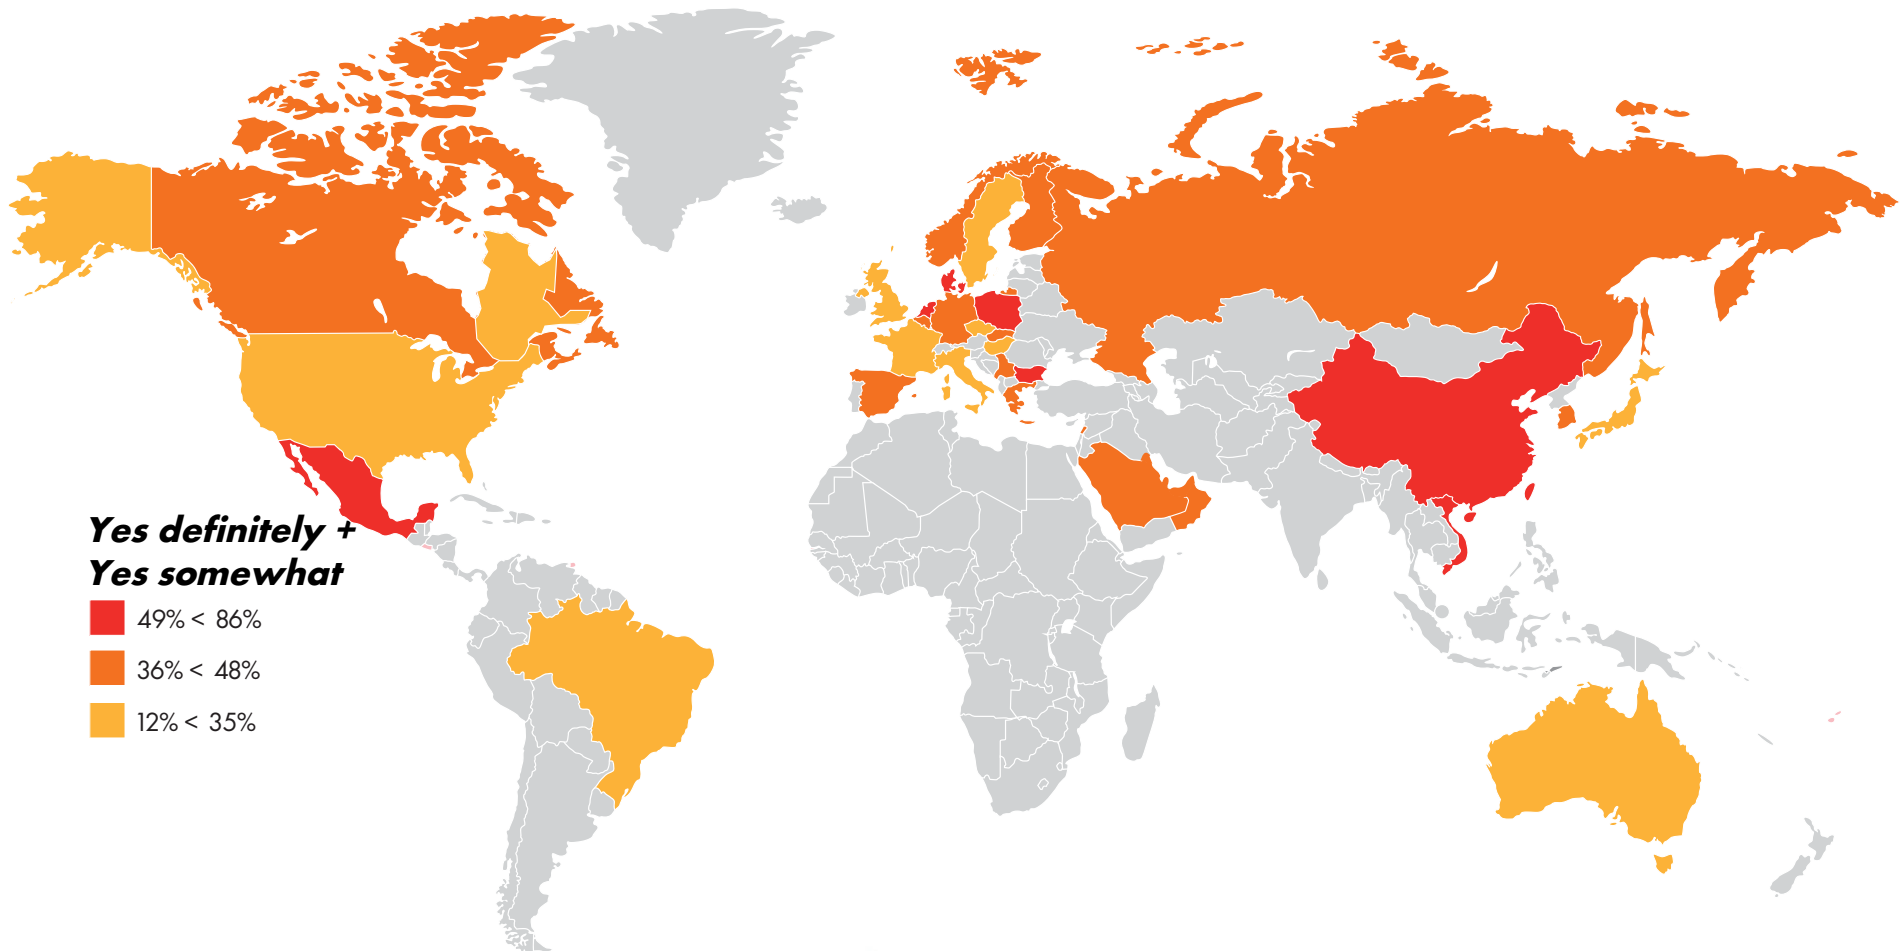 Yes definitely +
Yes somewhat
49% < 86%
36% < 48%
12% < 35%